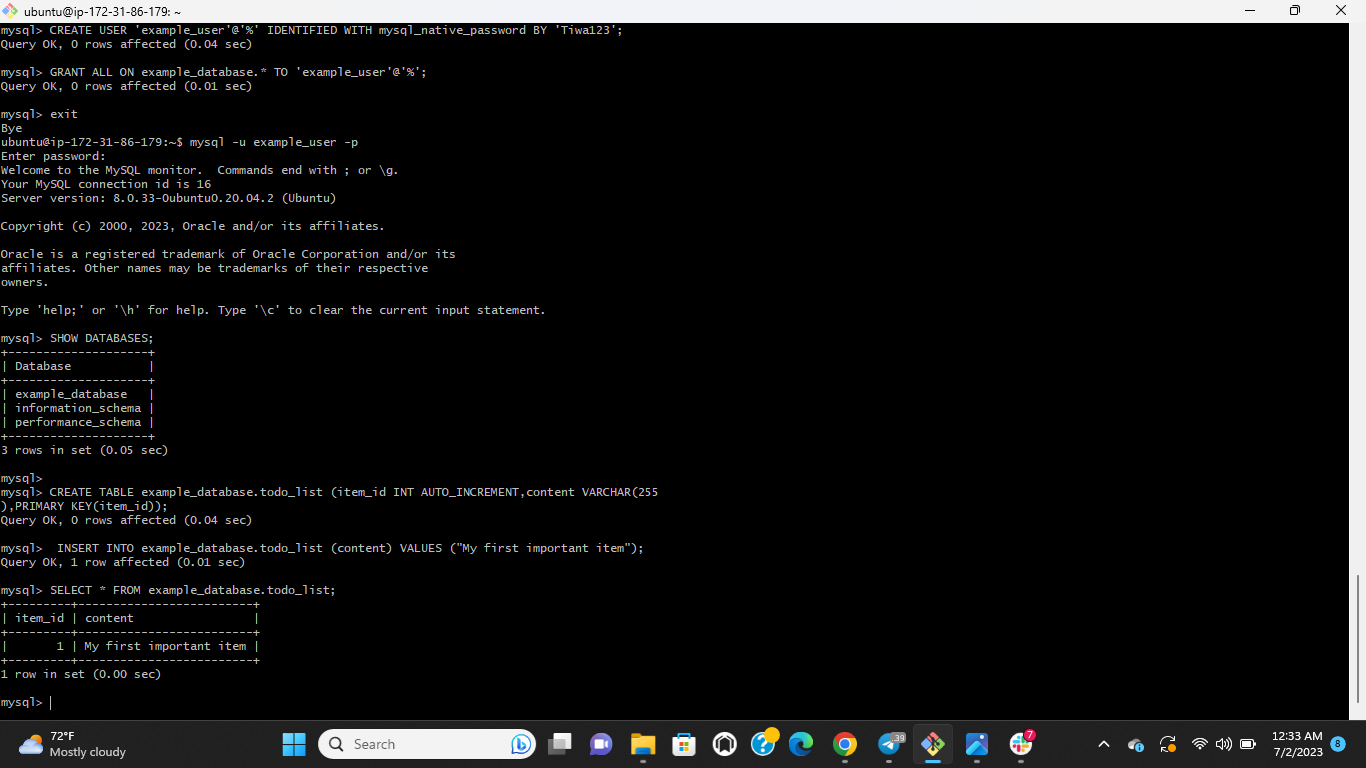 ubuntu@ip-172-31-86-179: ~
mysql> CREATE USER 'example_user'@'%' IDENTIFIED WITH mysql_native_password BY 'Tiwa123';
Query OK, 0 rows affected (0.04 sec)
mysql> GRANT ALL ON example_database.* TO 'example_user'@'%';
Query OK, 0 rows affected (0.01 sec)
mysql> exit
Bye
ubuntu@ip-172-31-86-179:~$ mysql -u example_user -p
Enter password:
Welcome to the MySQL monitor.  Commands end with ; or \g.
Your MySQL connection id is 16
Server version: 8.0.33-0ubuntu0.20.04.2 (Ubuntu)
Copyright (c) 2000, 2023, Oracle and/or its affiliates.
Oracle is a registered trademark of Oracle Corporation and/or its
affiliates. Other names may be trademarks of their respective
owners.
Type 'help;' or '\h' for help. Type '\c' to clear the current input statement.
mysql> SHOW DATABASES;
+--------------------+
| Database           |
+--------------------+
| example_database   |
| information_schema |
| performance_schema |
+--------------------+
3 rows in set (0.05 sec)
mysql>
mysql> CREATE TABLE example_database.todo_list (item_id INT AUTO_INCREMENT,content VARCHAR(255
),PRIMARY KEY(item_id));
Query OK, 0 rows affected (0.04 sec)
mysql>  INSERT INTO example_database.todo_list (content) VALUES ("My first important item");
Query OK, 1 row affected (0.01 sec)
mysql> SELECT * FROM example_database.todo_list;
+---------+-------------------------+
| item_id | content                 |
+---------+-------------------------+
|       1 | My first important item |
+---------+-------------------------+
1 row in set (0.00 sec)
mysql>
72°F
Mostly cloudy
Search
39
7
12:33 AM
7/2/2023
8